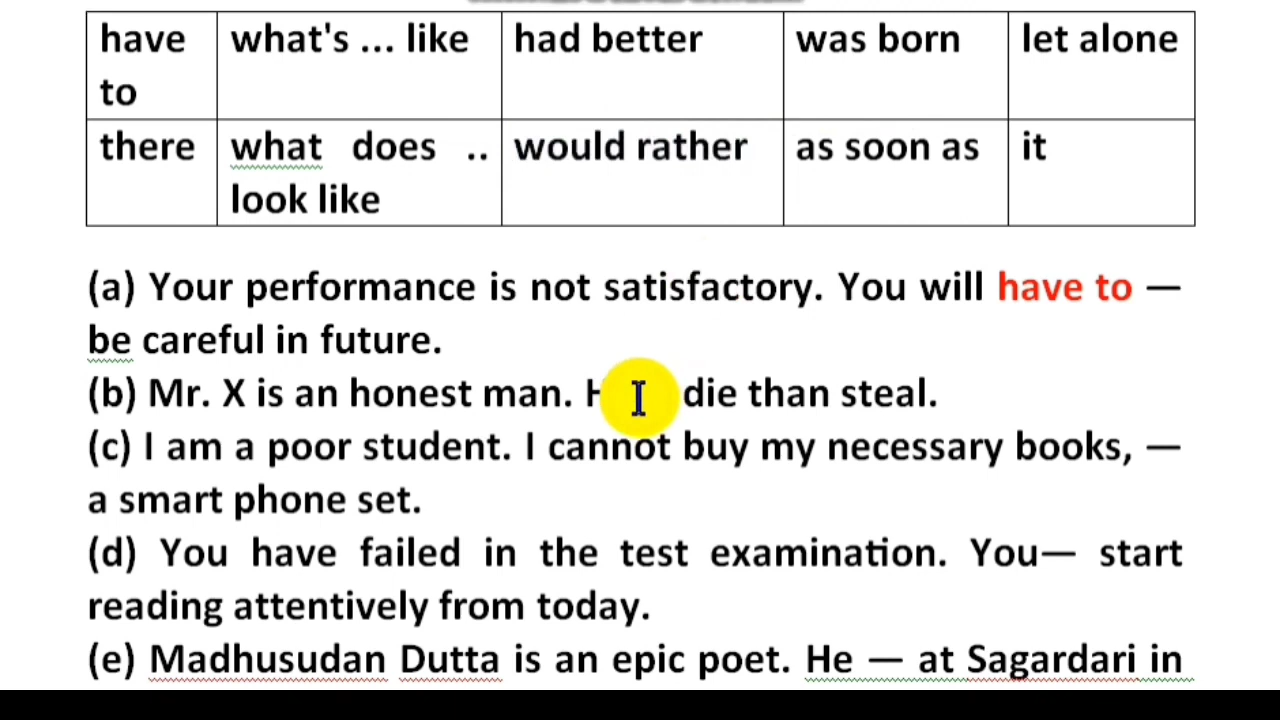 have what's ... like had better was born let alone
to
there what does .. would rather as soon as it
look like
(a) Your performance is not satisfactory. You will have to —
be careful in future.
(b) Mr. X is an honest man. die than steal.
(c) I am a poor student. I cannot buy my necessary books, —
a smart phone set.
(d) You have failed in the test examination. You— start
reading attentively from today.
(e) Madhusudan Dutta is an epic poet. He — at Sagardari in